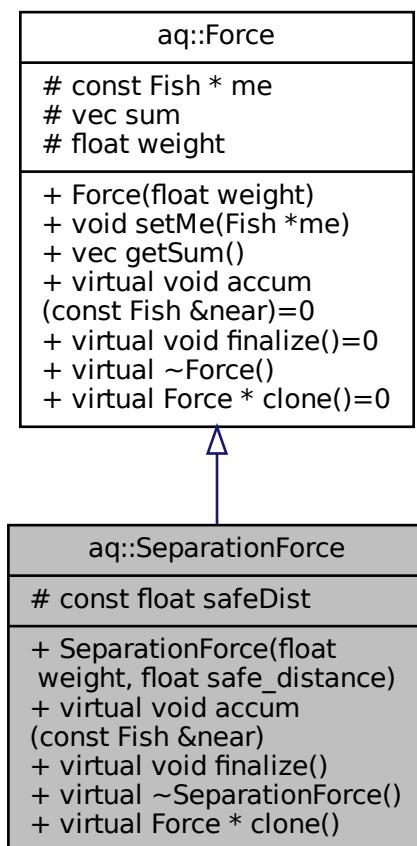 aq::Force
# const Fish * me
# vec sum
# float weight
+ Force(float weight)
+ void setMe(Fish *me)
+ vec getSum()
+ virtual void accum
(const Fish &near)=0
+ virtual void finalize()=0
+ virtual ~Force()
+ virtual Force * clone()=0
aq::SeparationForce
# const float safeDist
+ SeparationForce(float
weight, float safe_distance)
+ virtual void accum
(const Fish &near)
+ virtual void finalize()
+ virtual ~SeparationForce()
+ virtual Force * clone()